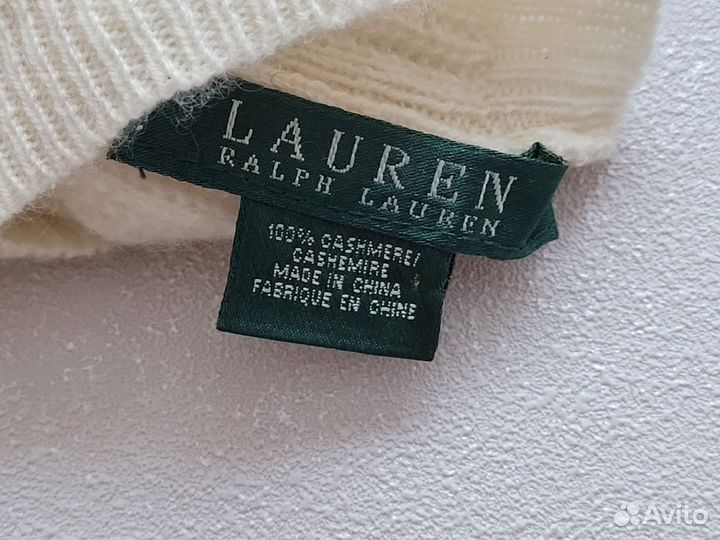 LAUREN
RALPH LAUREN
100% CASHMERE/
CASHEMIRE
MADE IN CHINA
FABRIQUE EN CHINE
Avito